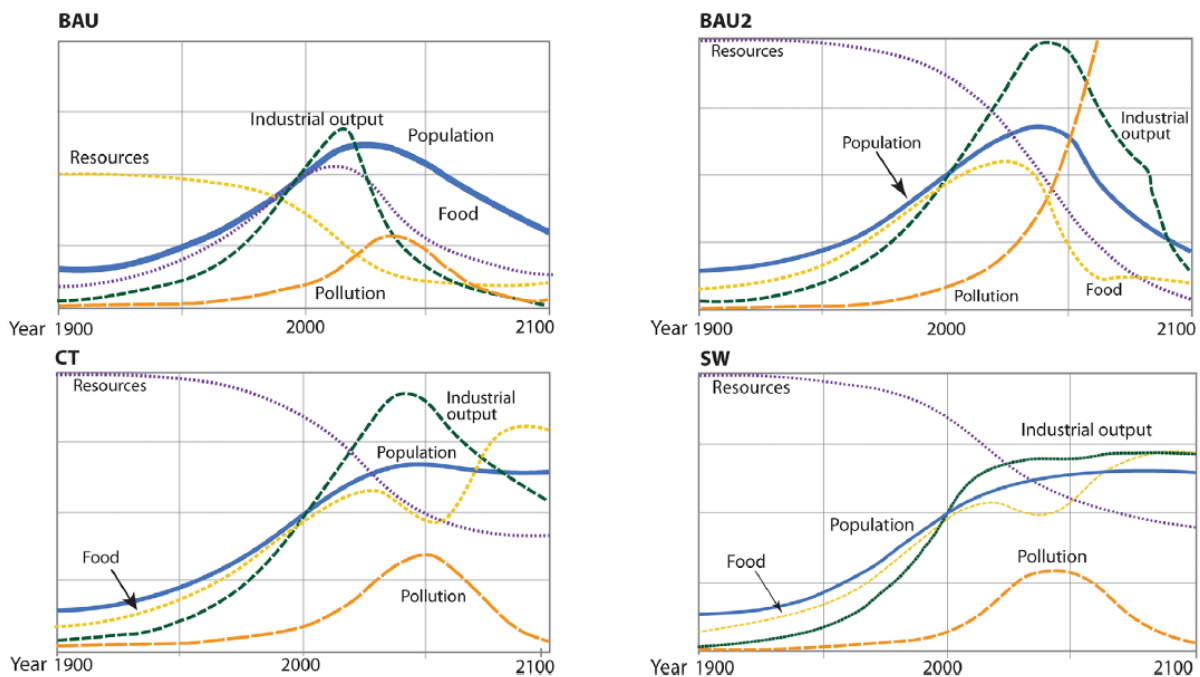 BAU
Industrial output
Population
Resources
Food
Pollution
Year 1900 2000 2100
BAU2
Resources
Industrial
output
Population
Pollution
Food
Year 1900 2000 2100
CT
Resources
Industrial
output
Population
Food
Pollution
Year 1900 2000 2100
SW
Resources
Industrial output
Population
Food
Pollution
Year 1900 2000 2100